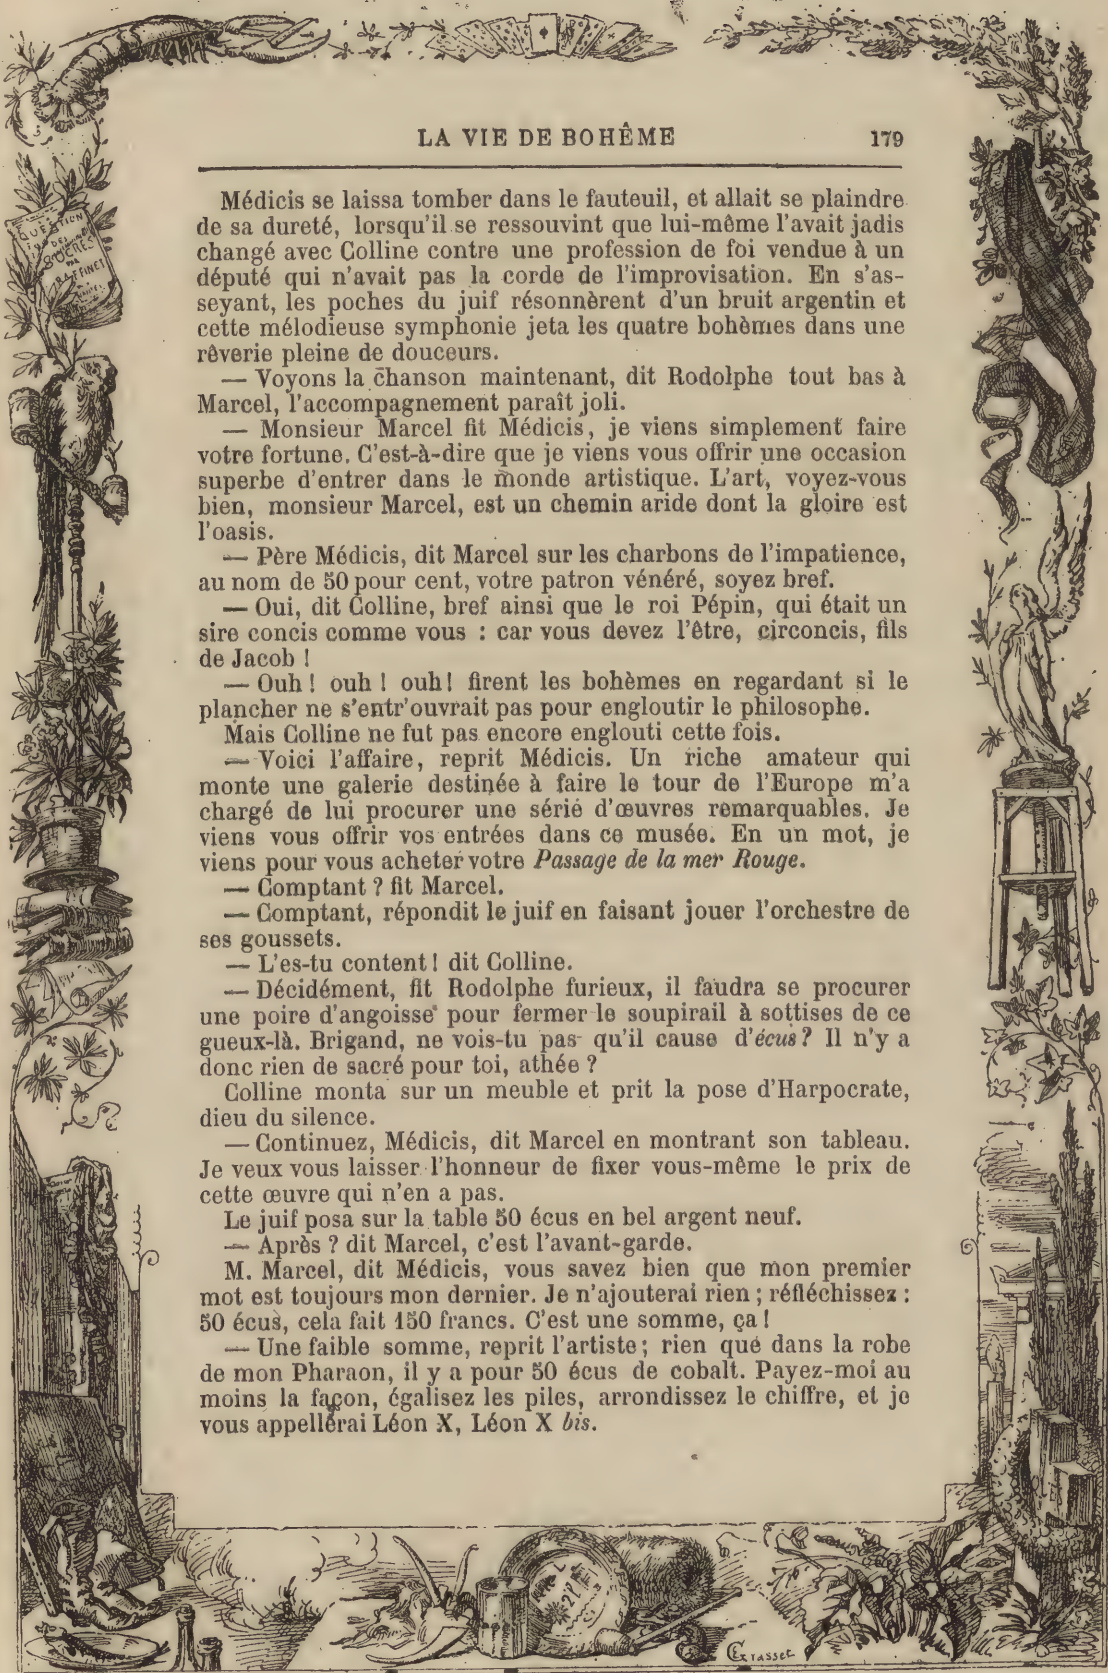 LA VIE DE BOHÊME 179
Médicis se laissa tomber dans le fauteuil, et allait se plaindre
de sa dureté, lorsqu'il se ressouvint que lui-même l'avait jadis
changé avec Colline contre une profession de foi vendue à un
député qui n'avait pas la corde de l'improvisation. En s'as-
seyant, les poches du juif résonnèrent d'un bruit argentin et
cette mélodieuse symphonie jeta les quatre bohèmes dans une
rêverie pleine de douceurs.
— Voyons la chanson maintenant, dit Rodolphe tout bas à
Marcel, l'accompagnement paraît joli.
— Monsieur Marcel fit Médicis, je viens simplement faire
votre fortune. C'est-à-dire que je viens vous offrir une occasion
superbe d'entrer dans le monde artistique. L'art, voyez-vous
bien, monsieur Marcel, est un chemin aride dont la gloire est
l'oasis.
— Père Médicis, dit Marcel sur les charbons de l'impatience,
au nom de 50 pour cent, votre patron vénéré, soyez bref.
— Oui, dit Colline, bref ainsi que le roi Pépin, qui était un
sire concis comme vous : car vous devez l'être, circoncis, fils
de Jacob !
— Ouh ! ouh ! ouh! firent les bohèmes en regardant si le
plancher ne s'entr'ouvrait pas pour engloutir le philosophe.
Mais Colline ne fut pas encore englouti cette fois.
— Voici l'affaire, reprit Médicis. Un riche amateur qui
monte une galerie destinée à faire le tour de l'Europe m'a
chargé de lui procurer une série d'œuvres remarquables. Je
viens vous offrir vos entrées dans ce musée. En un mot, je
viens pour vous acheter votre Passage de la mer Rouge.
— Comptant ? fit Marcel.
— Comptant, répondit le juif en faisant jouer l'orchestre de
ses goussets.
— L'es-tu content ! dit Colline.
— Décidément, fit Rodolphe furieux, il faudra se procurer
une poire d'angoisse pour fermer le soupirail à sottises de ce
gueux-là. Brigand, ne vois-tu pas qu'il cause d'écus ? Il n'y a
donc rien de sacré pour toi, athée ?
Colline monta sur un meuble et prit la pose d'Harpocrate,
dieu du silence.
— Continuez, Médicis, dit Marcel en montrant son tableau.
Je veux vous laisser l'honneur de fixer vous-même le prix de
cette œuvre qui n'en a pas.
Le juif posa sur la table 50 écus en bel argent neuf.
— Après ? dit Marcel, c'est l'avant-garde.
M. Marcel, dit Médicis, vous savez bien que mon premier
mot est toujours mon dernier. Je n'ajouterai rien ; réfléchissez :
50 écus, cela fait 150 francs. C'est une somme, ça !
— Une faible somme, reprit l'artiste ; rien que dans la robe
de mon Pharaon, il y a pour 50 écus de cobalt. Payez-moi au
moins la façon, égalisez les piles, arrondissez le chiffre, et je
vous appellerai Léon X, Léon X bis.
QUESTION
DES
SUCRES
PAR
BAFFINET
Grasset